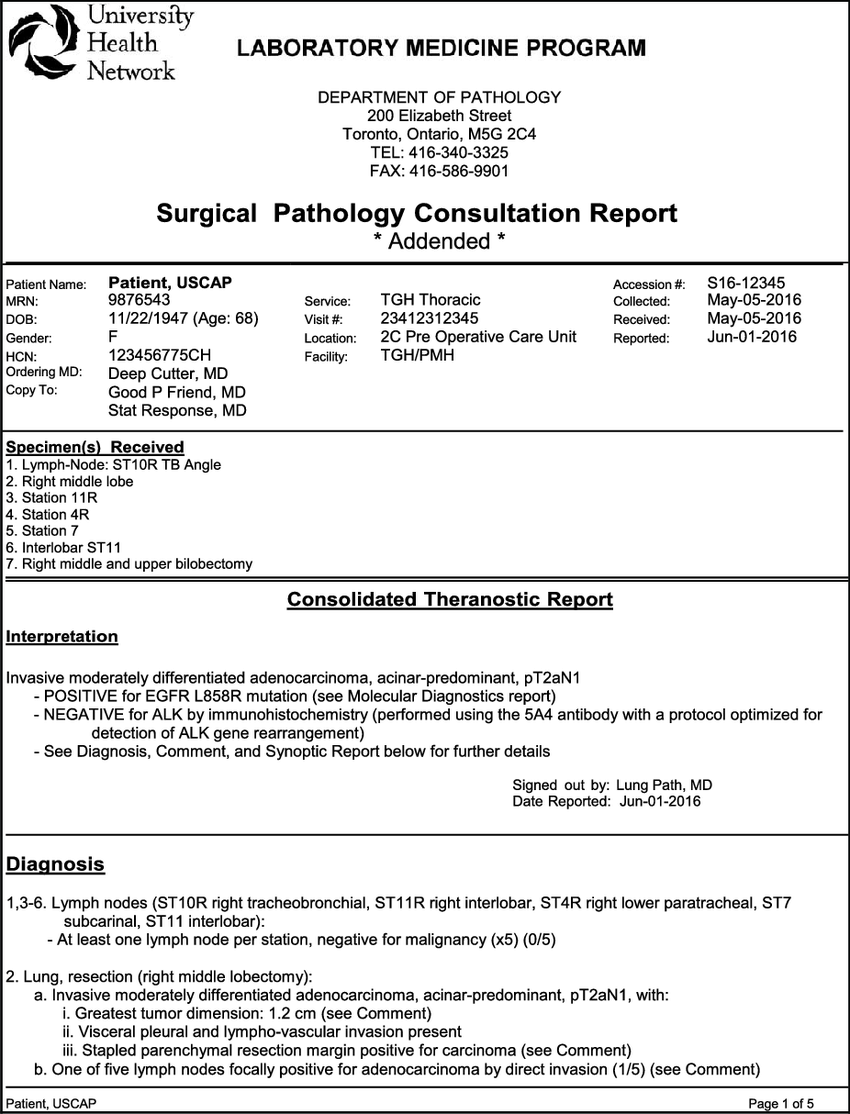 University
Health
Network
LABORATORY MEDICINE PROGRAM
DEPARTMENT OF PATHOLOGY
200 Elizabeth Street
Toronto, Ontario, M5G 2C4
TEL: 416-340-3325
FAX: 416-586-9901
Surgical Pathology Consultation Report
* Addended *
Patient Name: Patient, USCAP Accession #: S16-12345
MRN: 9876543 Service: TGH Thoracic Collected: May-05-2016
DOB: 11/22/1947 (Age: 68) Visit #: 23412312345 Received: May-05-2016
Gender: F Location: 2C Pre Operative Care Unit Reported: Jun-01-2016
HCN: 123456775CH Facility: TGH/PMH
Ordering MD: Deep Cutter, MD
Copy To: Good P Friend, MD
Stat Response, MD
Specimen(s) Received
1. Lymph-Node: ST10R TB Angle
2. Right middle lobe
3. Station 11R
4. Station 4R
5. Station 7
6. Interlobar ST11
7. Right middle and upper bilobectomy
Consolidated Theranostic Report
Interpretation
Invasive moderately differentiated adenocarcinoma, acinar-predominant, pT2aN1
- POSITIVE for EGFR L858R mutation (see Molecular Diagnostics report)
- NEGATIVE for ALK by immunohistochemistry (performed using the 5A4 antibody with a protocol optimized for
detection of ALK gene rearrangement)
- See Diagnosis, Comment, and Synoptic Report below for further details
Signed out by: Lung Path, MD
Date Reported: Jun-01-2016
Diagnosis
1,3-6. Lymph nodes (ST10R right tracheobronchial, ST11R right interlobar, ST4R right lower paratracheal, ST7
subcarinal, ST11 interlobar):
- At least one lymph node per station, negative for malignancy (x5) (0/5)
2. Lung, resection (right middle lobectomy):
a. Invasive moderately differentiated adenocarcinoma, acinar-predominant, pT2aN1, with:
i. Greatest tumor dimension: 1.2 cm (see Comment)
ii. Visceral pleural and lympho-vascular invasion present
iii. Stapled parenchymal resection margin positive for carcinoma (see Comment)
b. One of five lymph nodes focally positive for adenocarcinoma by direct invasion (1/5) (see Comment)
Patient, USCAP Page 1 of 5